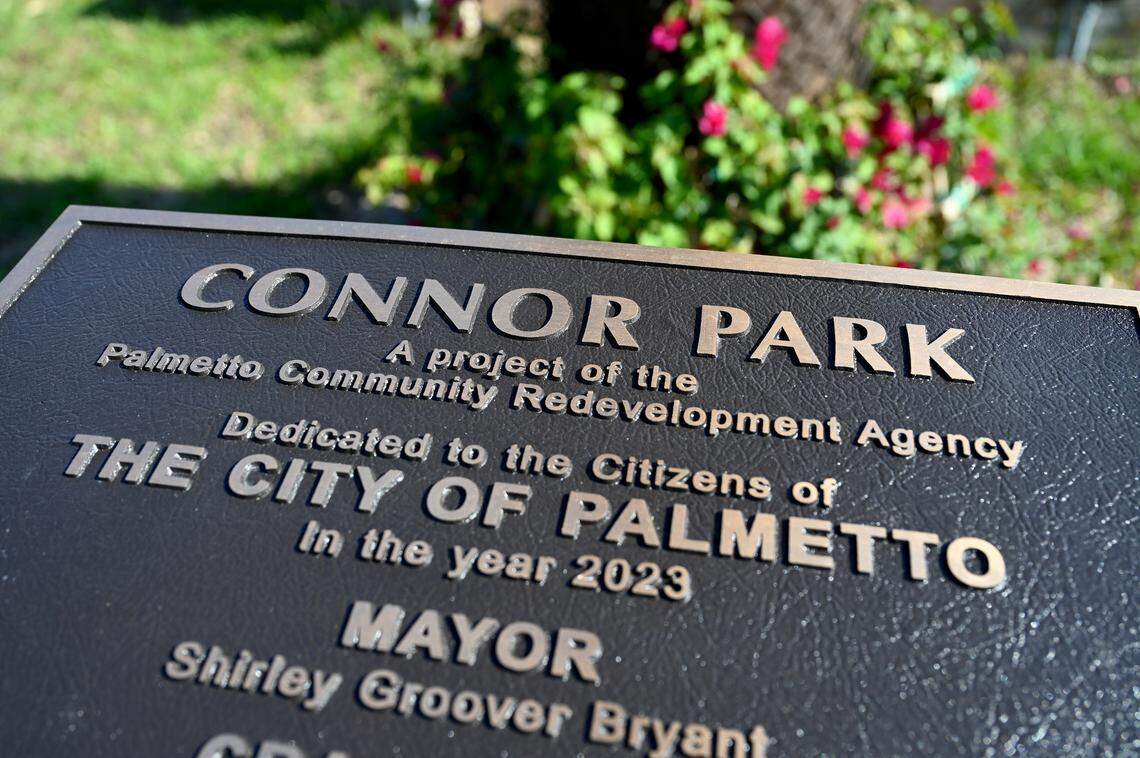 CONNOR PARK
A project of the
Palmetto Community Redevelopment Agency
Dedicated to the Citizens of
THE CITY OF PALMETTO
In the year 2023
MAYOR
Shirley Groover Bryant